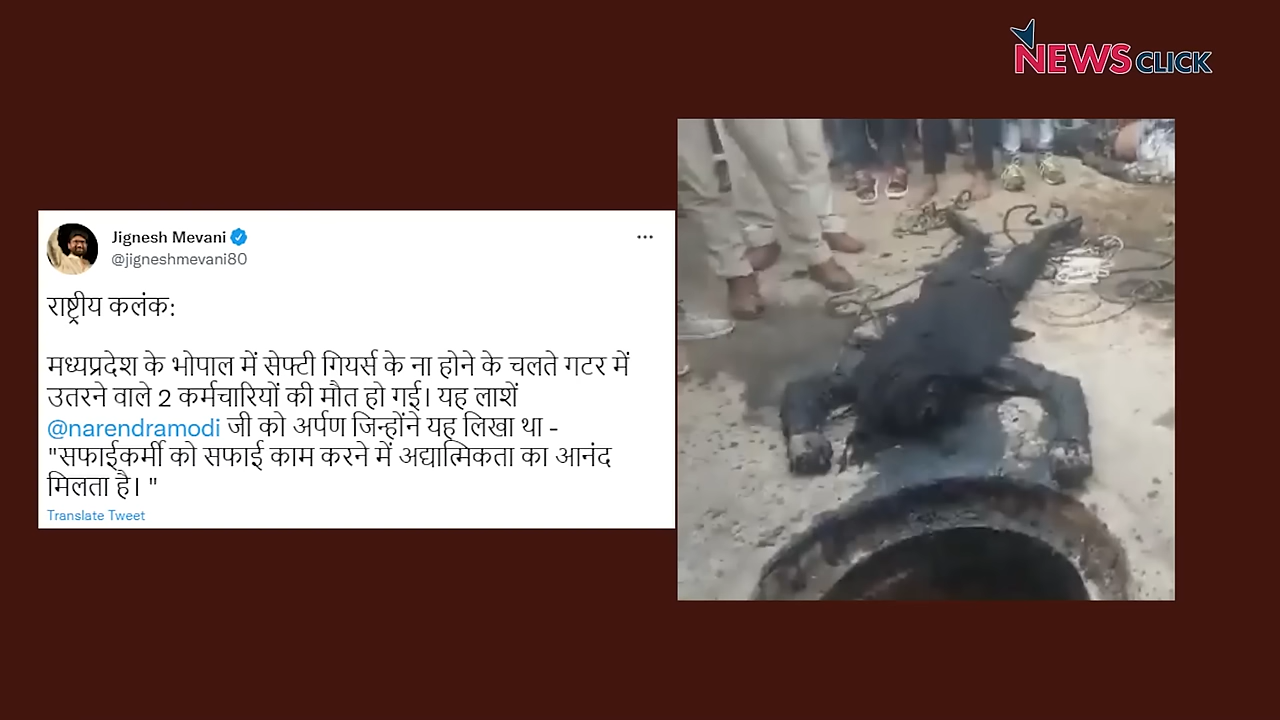 NEWSCLICK
Jignesh Mevani
@jigneshmevani80
राष्ट्रीय कलंक:
मध्यप्रदेश के भोपाल में सेफ्टी गियर्स के ना होने के चलते गटर में
उतरने वाले 2 कर्मचारियों की मौत हो गई। यह लाशें
@narendramodi जी को अर्पण जिन्होंने यह लिखा था -
"सफाईकर्मी को सफाई काम करने में अद्यात्मिकता का आनंद
मिलता है। "
Translate Tweet